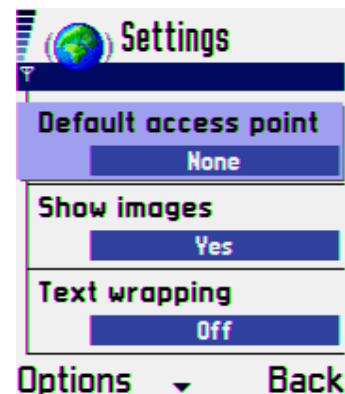 Settings
Default access point
None
Show images
Yes
Text wrapping
Off
Options Back